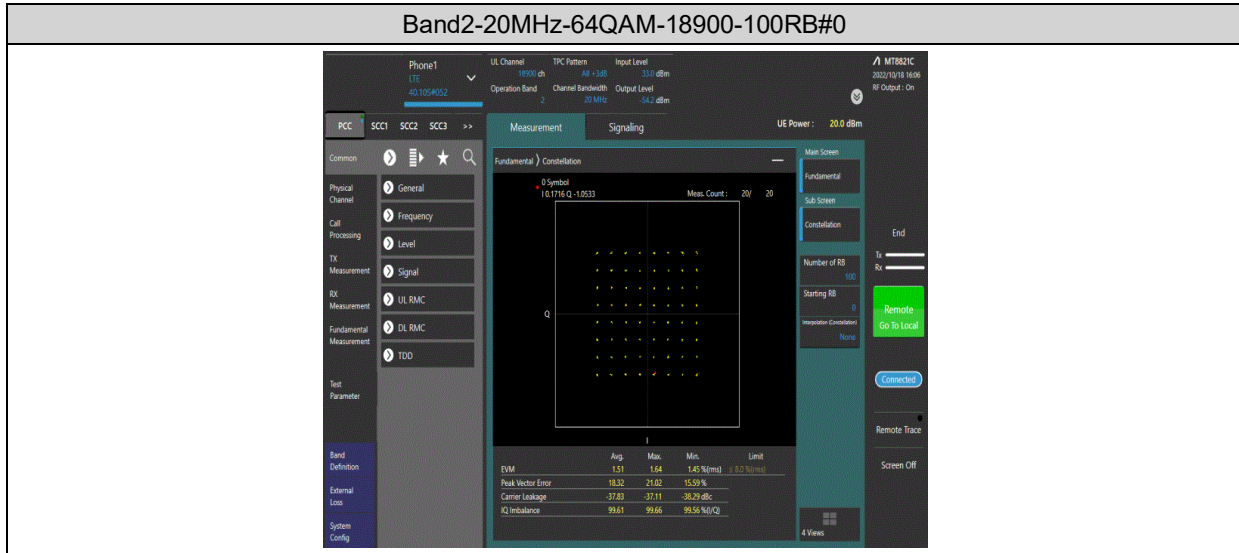 Band2-20MHz-64QAM-18900-100RB#0
Phone1
LTE
40.10S#052
UL Channel TPC Pattern Input Level
18900 ch All +3dB 33.0 dBm
Operation Band Channel Bandwidth Output Level
2 20 MHz -54.2 dBm
MT8821C
2022/10/18 16:06
RF Output : On
PCC SCC1 SCC2 SCC3 >>
Measurement Signaling
UE Power : 20.0 dBm
Common
Physical
Channel
Call
Processing
TX
Measurement
RX
Measurement
Fundamental
Measurement
Test
Parameter
Band
Definition
External
Loss
System
Config
General
Frequency
Level
Signal
UL RMC
DL RMC
TDD
Fundamental ) Constellation
0 Symbol
I 0.1716 Q -1.0533 Meas. Count : 20/ 20
Q
I
Avg. Max. Min. Limit
EVM 1.51 1.64 1.45 %(rms) ≤ 8.0 %(rms)
Peak Vector Error 18.32 21.02 15.59 %
Carrier Leakage -37.83 -37.11 -38.29 dBc
IQ Imbalance 99.61 99.66 99.56 %(I/Q)
Main Screen
Fundamental
Sub Screen
Constellation
Number of RB
100
Starting RB
0
Interpolation (Constellation)
None
4 Views
End
Tx
Rx
Remote
Go To Local
Connected
Remote Trace
Screen Off